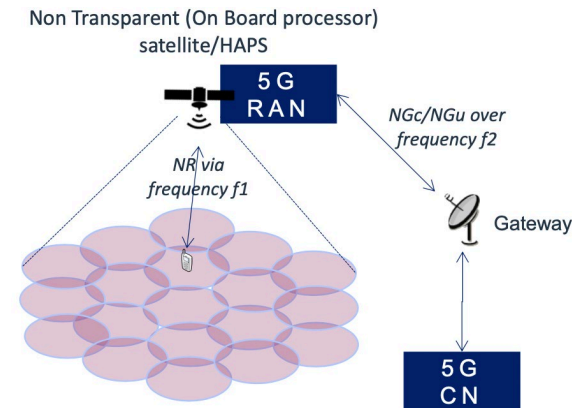 Non Transparent (On Board processor)
satellite/HAPS
5 G
R A N
NGc/NGu over
frequency f2
NR via
frequency f1
Gateway
5 G
C N